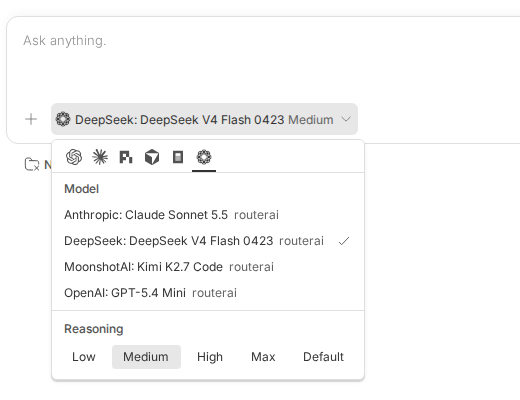 Ask anything.
DeepSeek: DeepSeek V4 Flash 0423 Medium
N
Model
Anthropic: Claude Sonnet 5.5 routerai
DeepSeek: DeepSeek V4 Flash 0423 routerai
MoonshotAI: Kimi K2.7 Code routerai
OpenAI: GPT-5.4 Mini routerai
Reasoning
Low Medium High Max Default